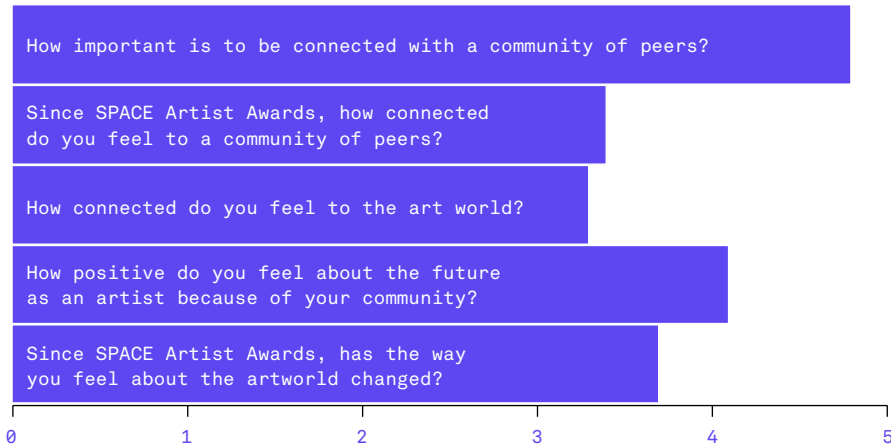 How important is to be connected with a community of peers?
Since SPACE Artist Awards, how connected
do you feel to a community of peers?
How connected do you feel to the art world?
How positive do you feel about the future
as an artist because of your community?
Since SPACE Artist Awards, has the way
you feel about the artworld changed?
0 1 2 3 4 5